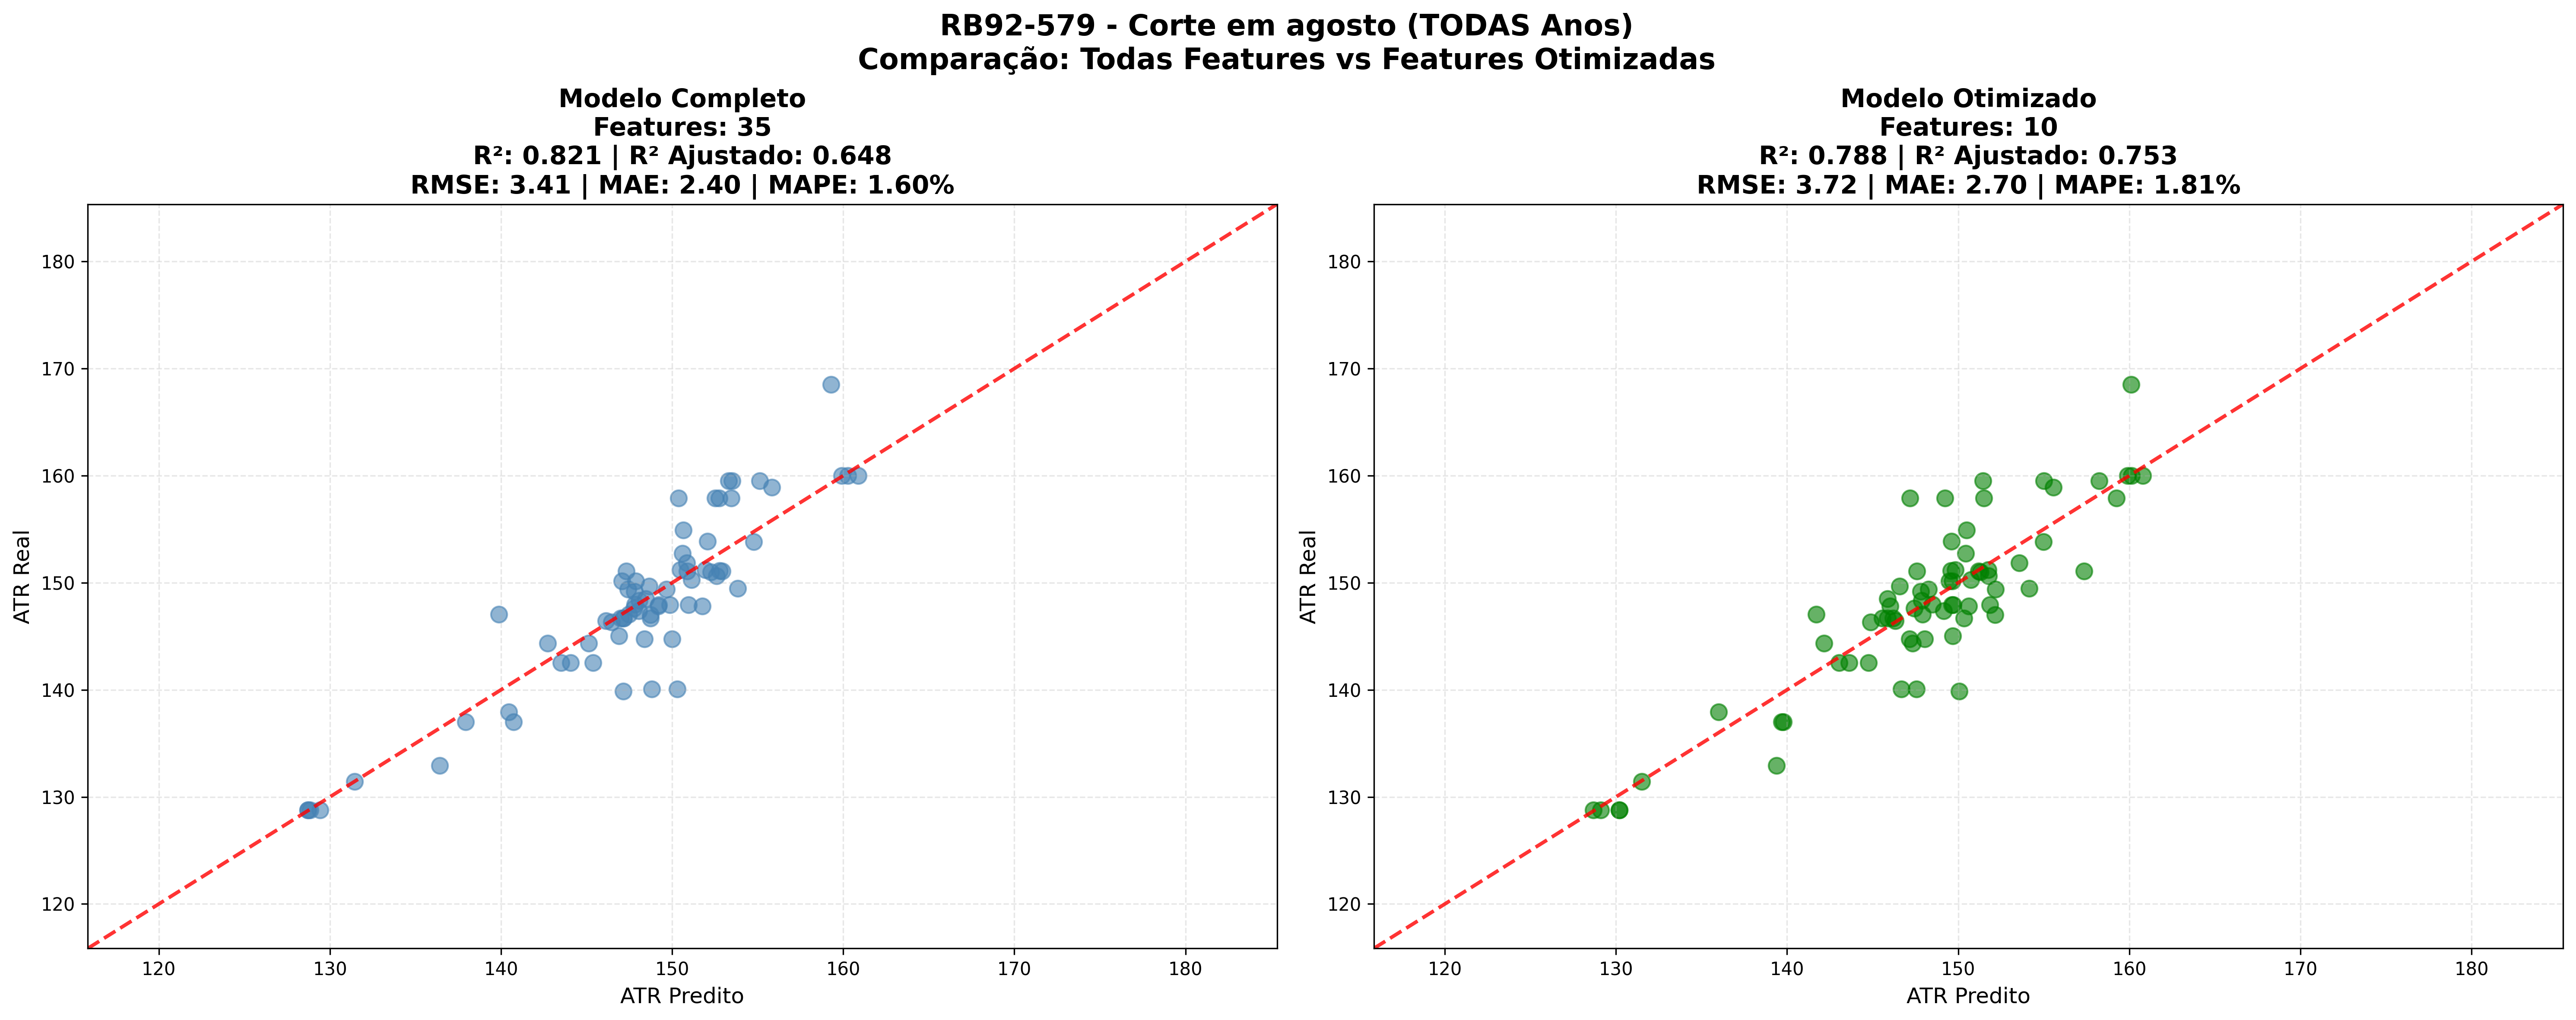 RB92-579 - Corte em agosto (TODAS Anos)
Comparação: Todas Features vs Features Otimizadas
Modelo Completo
Features: 35
R²: 0.821 | R² Ajustado: 0.648
RMSE: 3.41 | MAE: 2.40 | MAPE: 1.60%
180
170
160
150
140
130
120
ATR Real
120 130 140 150 160 170 180
ATR Predito
Modelo Otimizado
Features: 10
R²: 0.788 | R² Ajustado: 0.753
RMSE: 3.72 | MAE: 2.70 | MAPE: 1.81%
180
170
160
150
140
130
120
ATR Real
120 130 140 150 160 170 180
ATR Predito